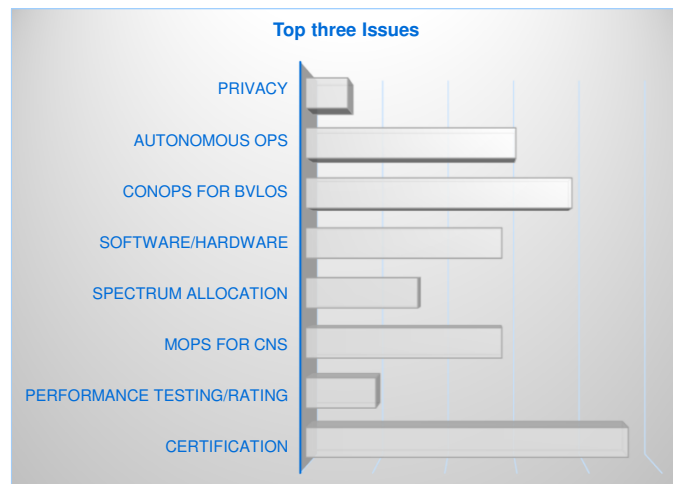 Top three Issues
PRIVACY
AUTONOMOUS OPS
CONOPS FOR BVLOS
SOFTWARE/HARDWARE
SPECTRUM ALLOCATION
MOPS FOR CNS
PERFORMANCE TESTING/RATING
CERTIFICATION